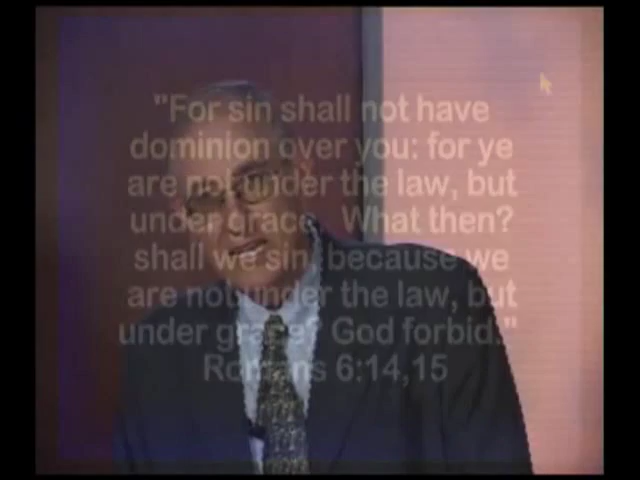 "For sin shall not have
dominion over you: for ye
are not under the law, but
under grace. What then?
shall we sin, because we
are not under the law, but
under grace? God forbid."
Romans 6:14,15